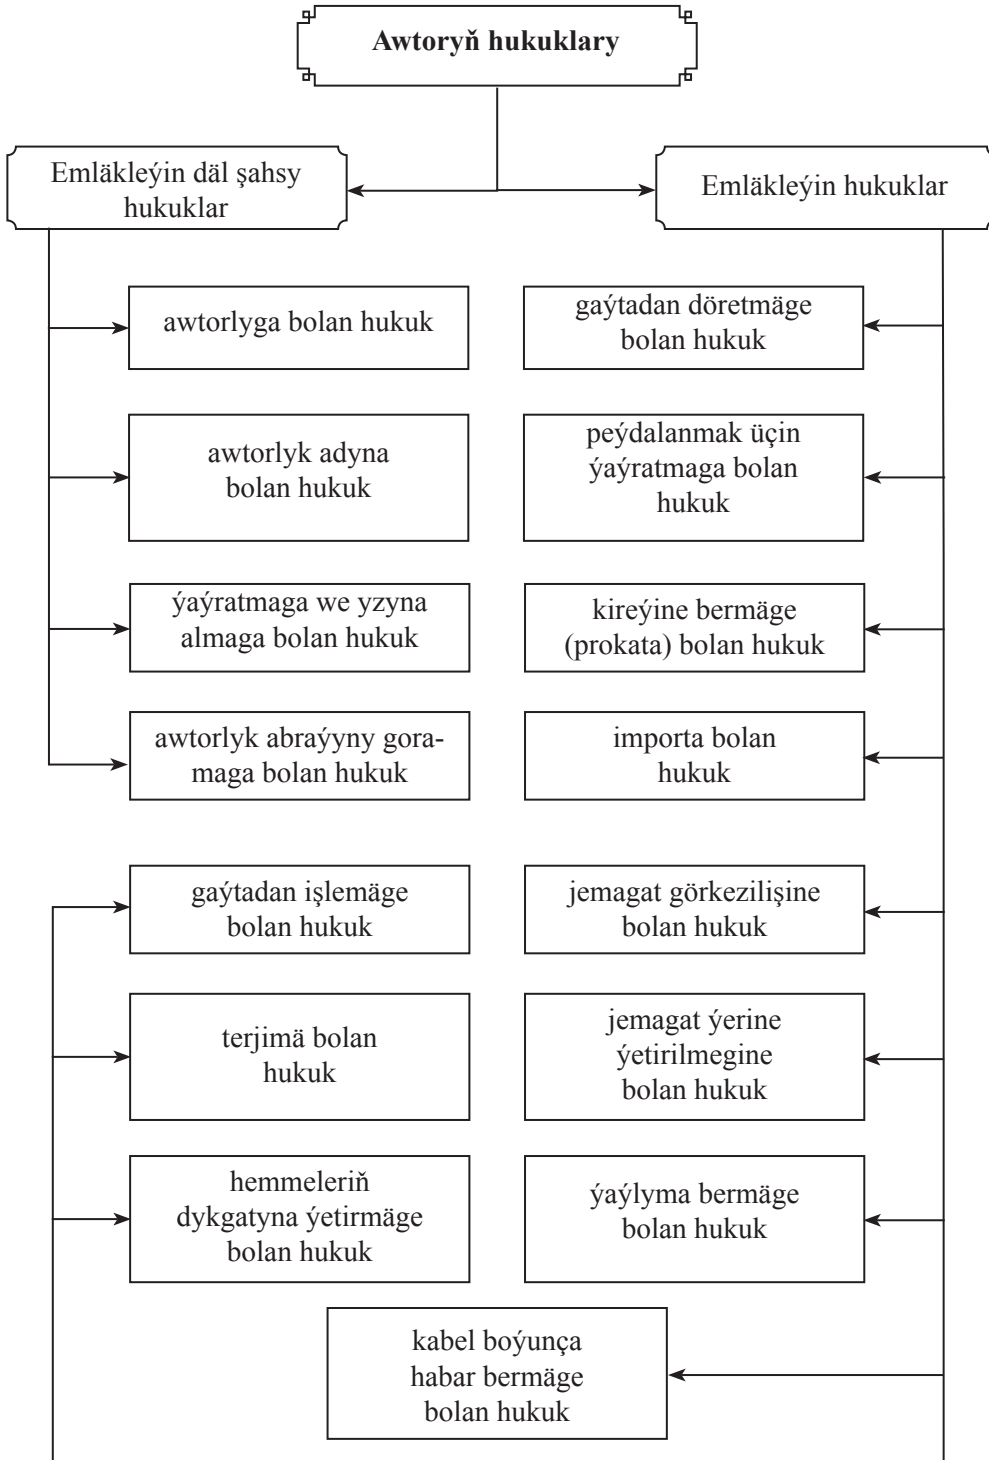 Awtoryň hukuklary
Emläkleýin däl şahsy
hukuklar
Emläkleýin hukuklar
awtorlyga bolan hukuk
gaýtadan döretmäge
bolan hukuk
awtorlyk adyna
bolan hukuk
peýdalanmak üçin
ýaýratmaga bolan
hukuk
ýaýratmaga we yzyna
almaga bolan hukuk
kireýine bermäge
(prokata) bolan hukuk
awtorlyk abraýyny gora-
maga bolan hukuk
importa bolan
hukuk
gaýtadan işlemäge
bolan hukuk
jemagat görkezilişine
bolan hukuk
terjimä bolan
hukuk
jemagat ýerine
ýetirilmegine
bolan hukuk
hemmeleriň
dykgatyna ýetirmäge
bolan hukuk
ýaýlyma bermäge
bolan hukuk
kabel boýunça
habar bermäge
bolan hukuk